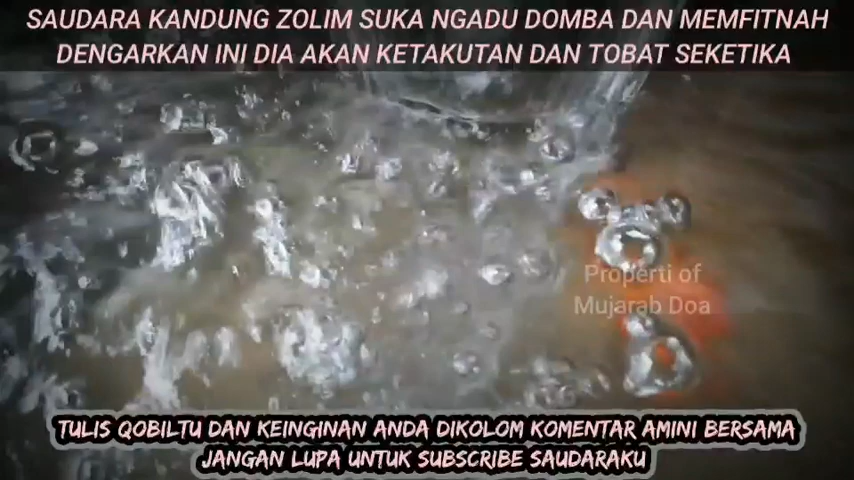 SAUDARA KANDUNG ZOLIM SUKA NGADU DOMBA DAN MEMFITNAH
DENGARKAN INI DIA AKAN KETAKUTAN DAN TOBAT SEKETIKA
Properti of
Mujarab Doa
TULIS QOBILTU DAN KEINGINAN ANDA DIKOLOM KOMENTAR AMINI BERSAMA
JANGAN LUPA UNTUK SUBSCRIBE SAUDARAKU